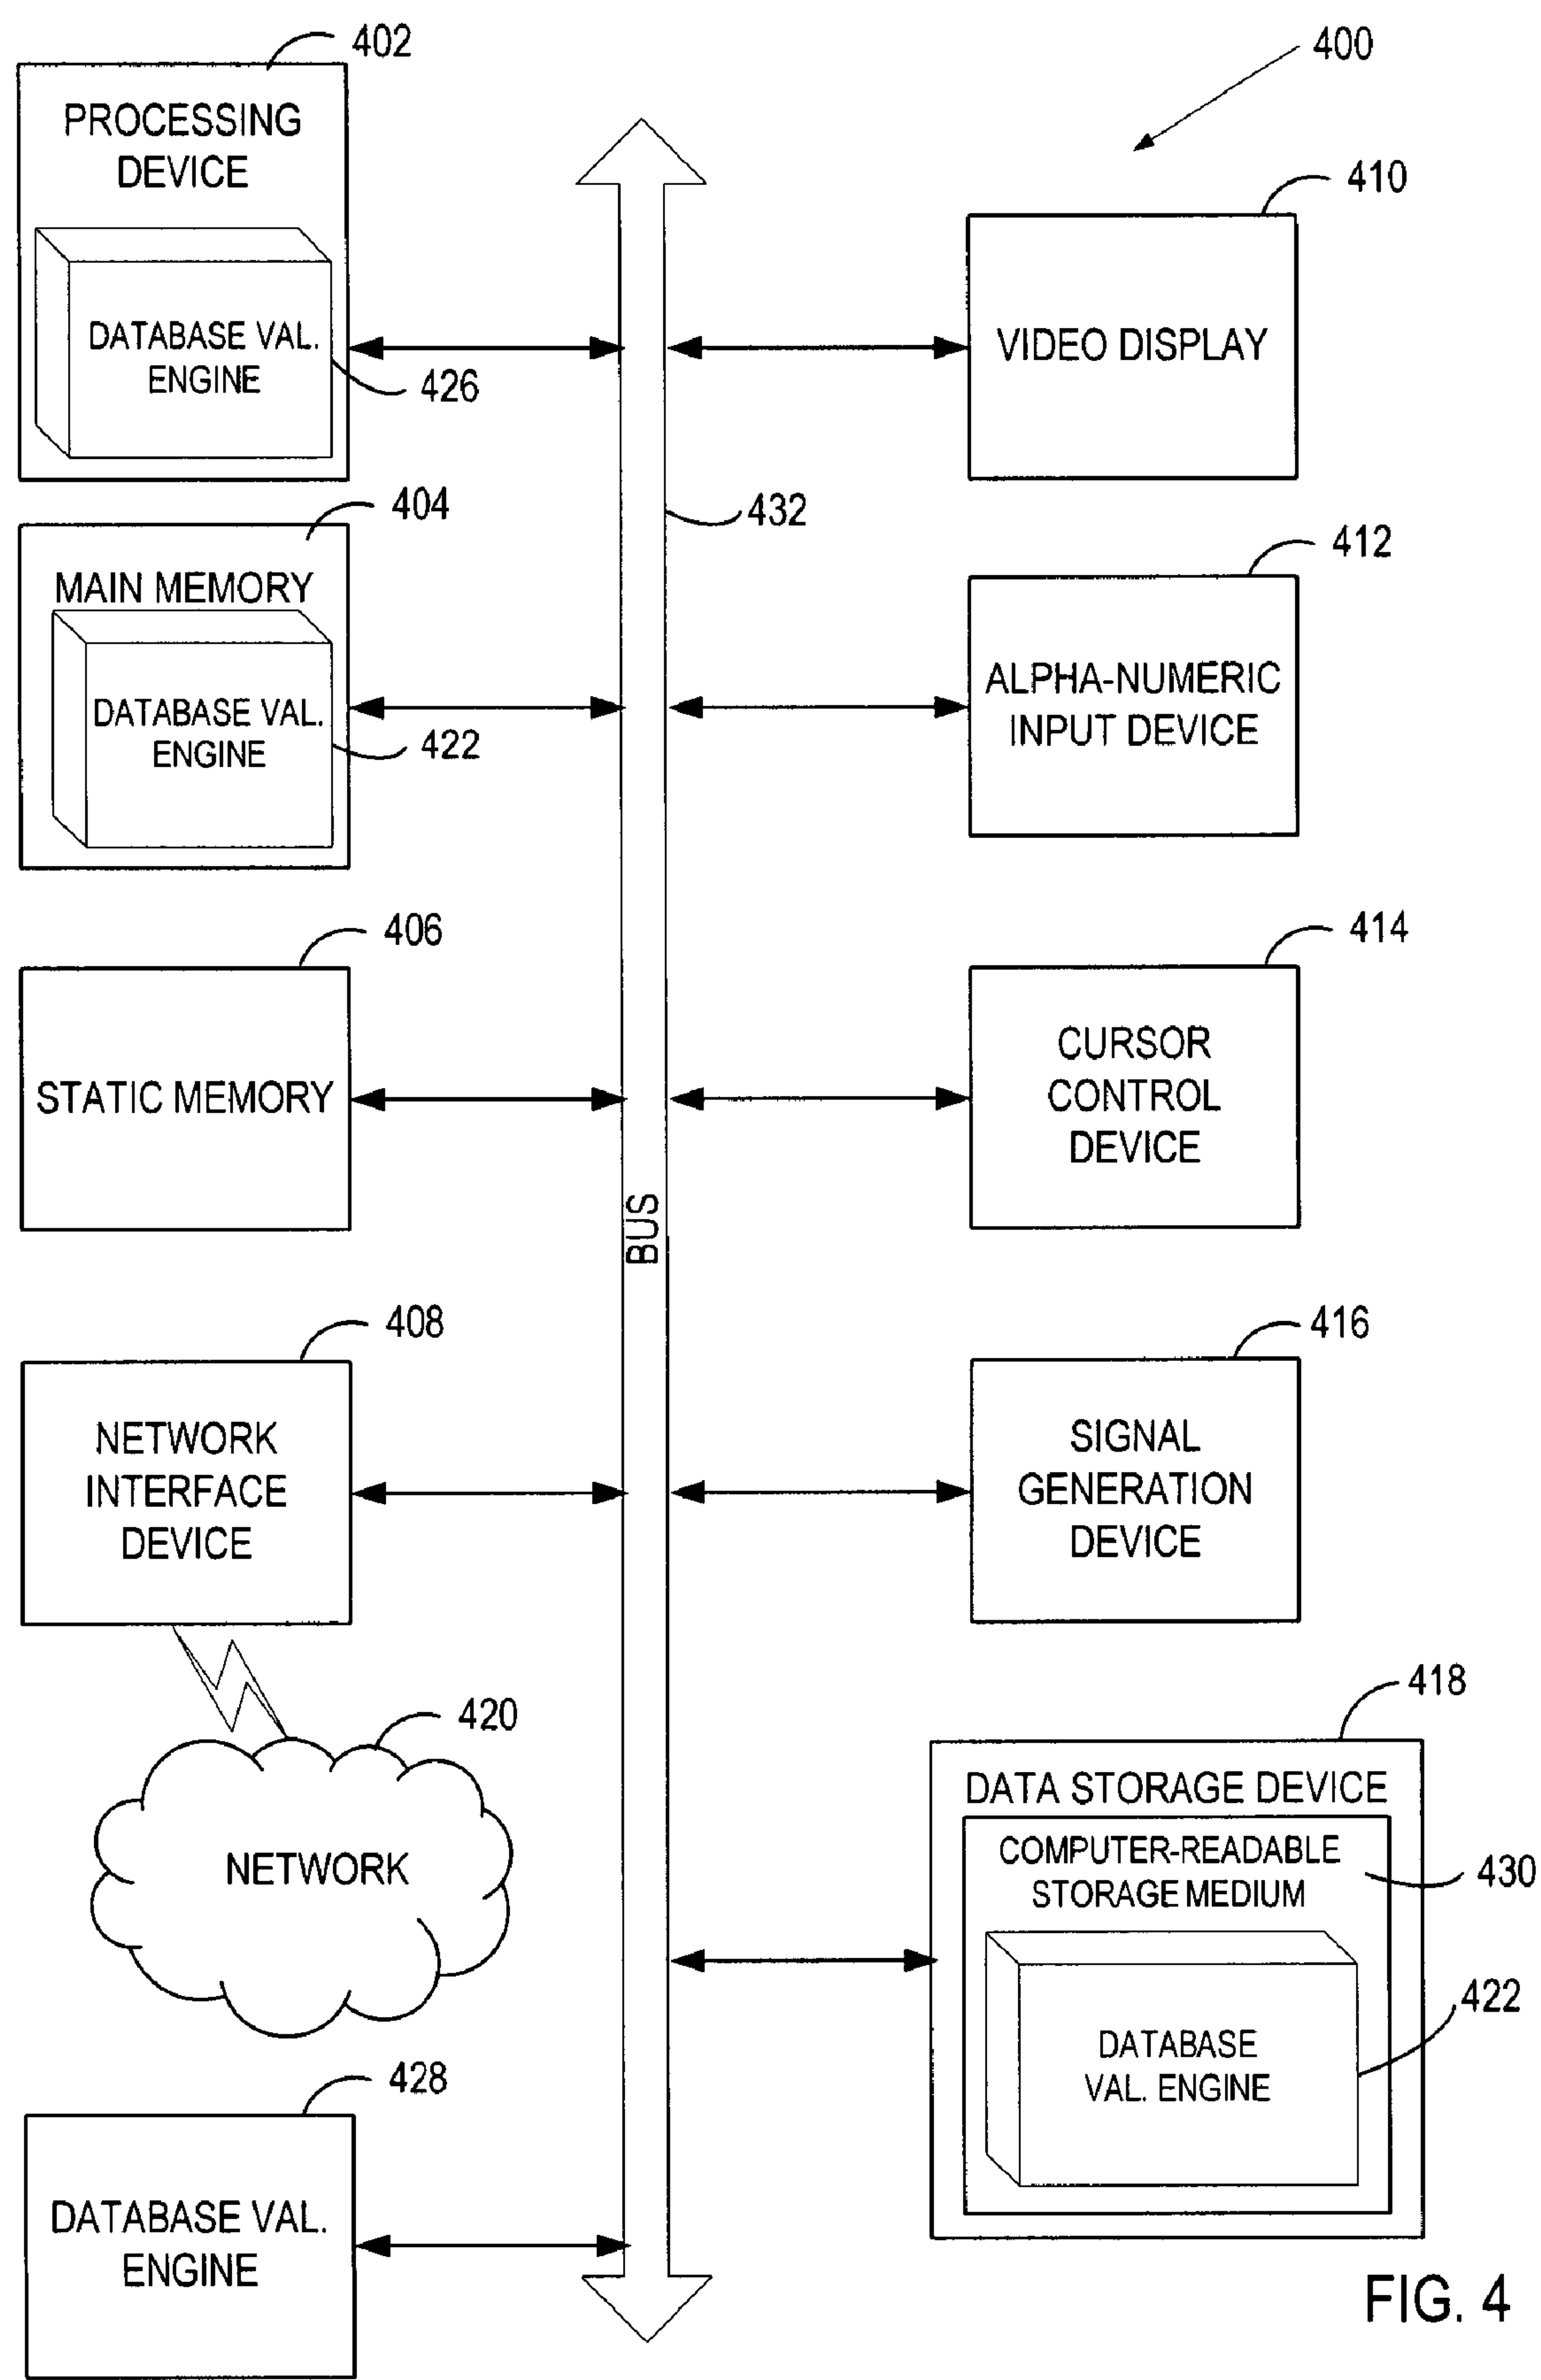 402
PROCESSING
DEVICE
DATABASE VAL.
ENGINE
426
404
MAIN MEMORY
DATABASE VAL.
ENGINE
422
406
STATIC MEMORY
408
NETWORK
INTERFACE
DEVICE
420
NETWORK
428
DATABASE VAL.
ENGINE
432
BUS
400
410
VIDEO DISPLAY
412
ALPHA-NUMERIC
INPUT DEVICE
414
CURSOR
CONTROL
DEVICE
416
SIGNAL
GENERATION
DEVICE
418
DATA STORAGE DEVICE
COMPUTER-READABLE
STORAGE MEDIUM
430
DATABASE
VAL. ENGINE
422
FIG. 4